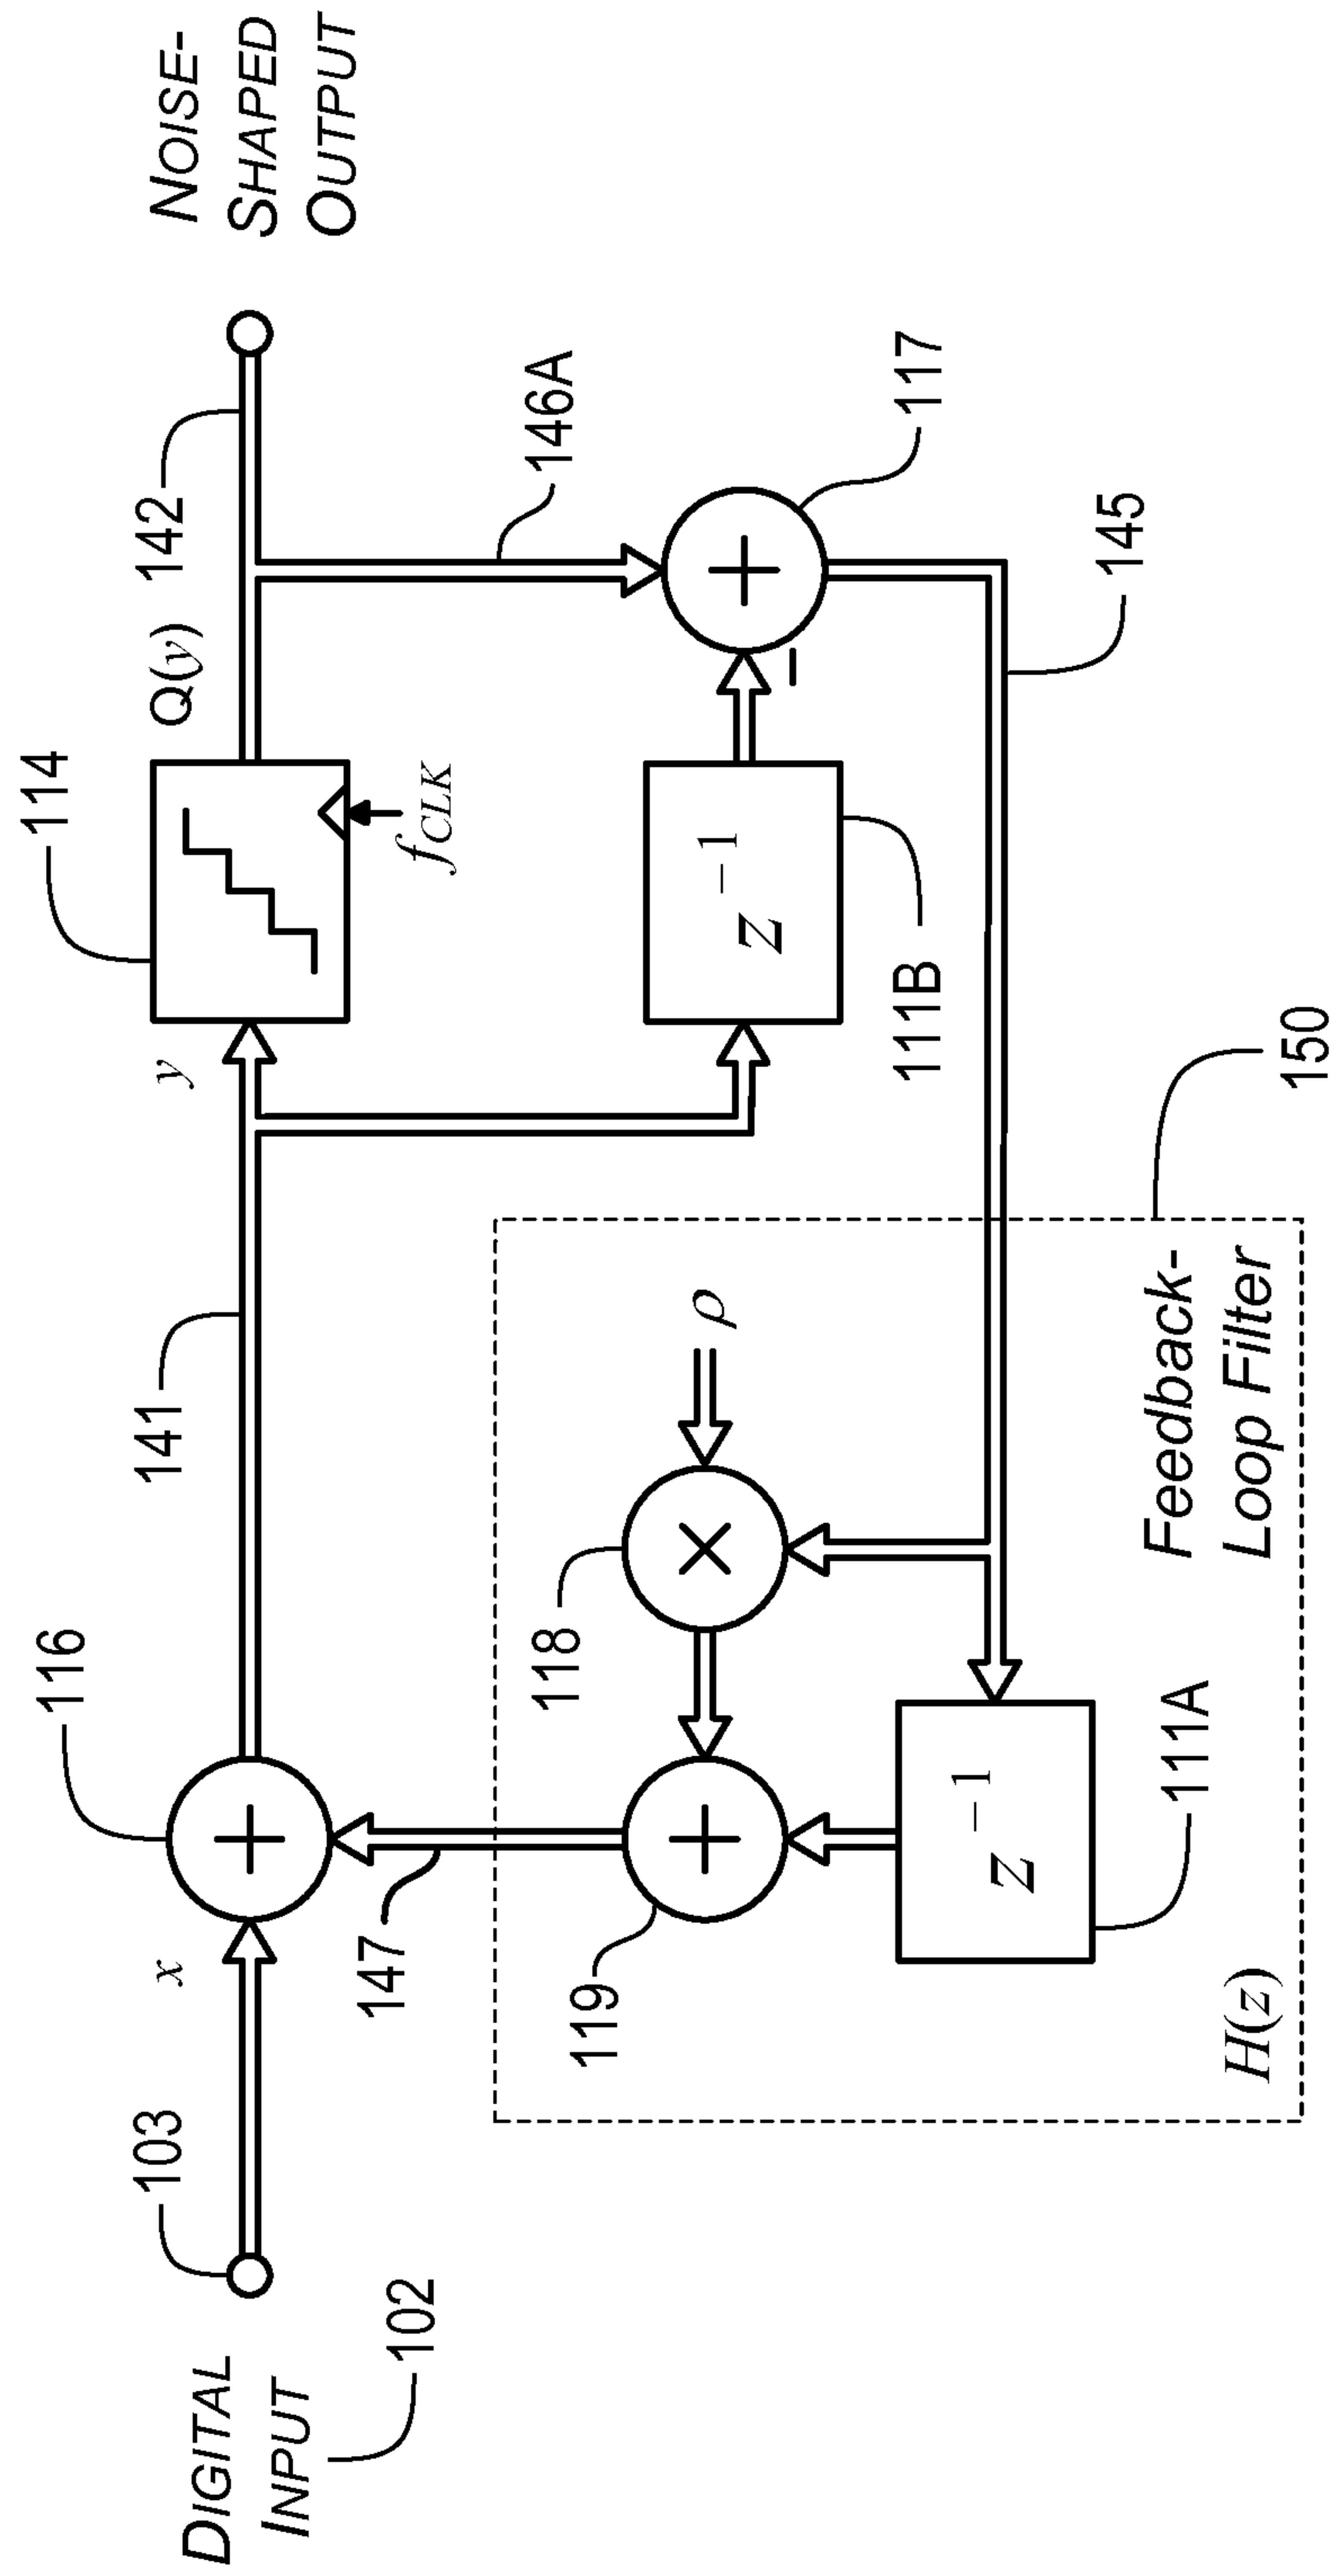 DIGITAL
INPUT
102
103
x
116
141
y
114
Q(y)
142
NOISE-
SHAPED
OUTPUT
f_CLK
147
+
146A
119
+
118
×
ρ
z⁻¹
111B
+
−
117
z⁻¹
111A
145
H(z)
Feedback-
Loop Filter
150